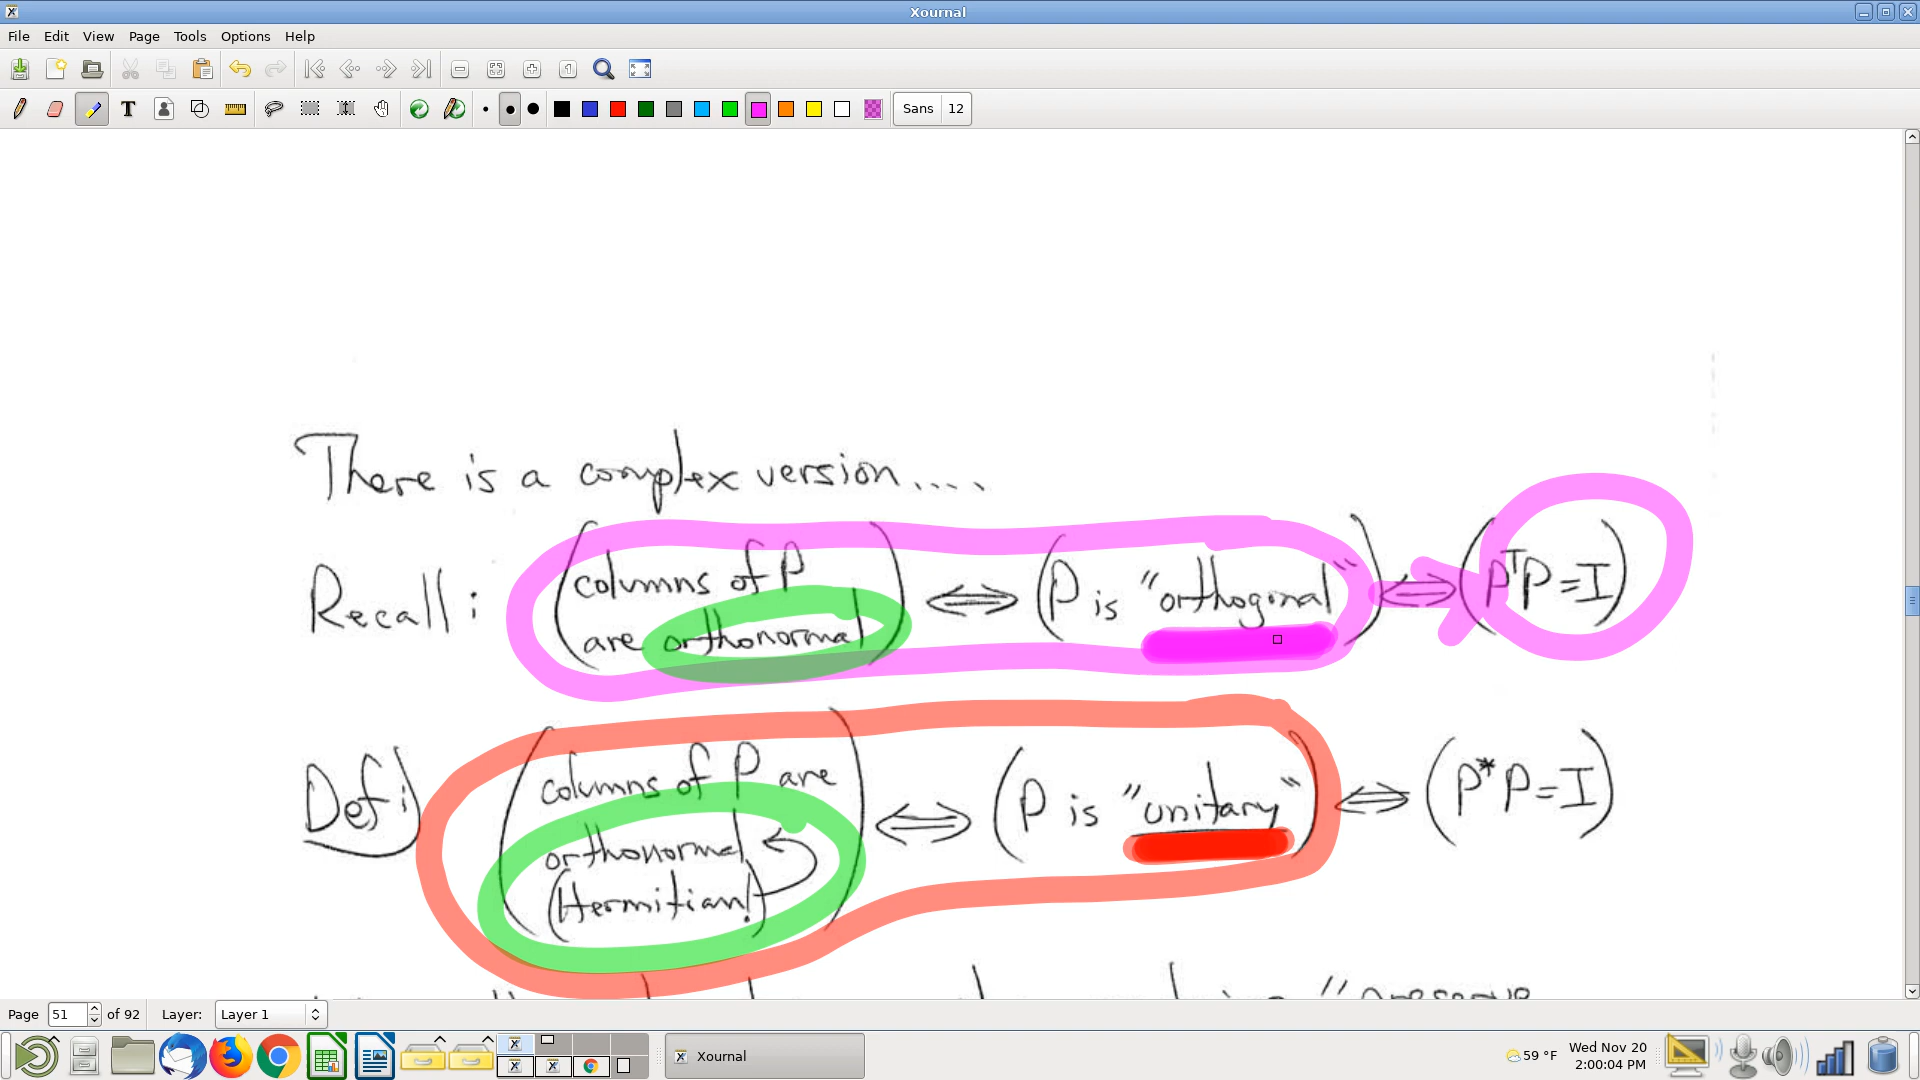 Xournal
File Edit View Page Tools Options Help
Sans 12
There is a complex version....
Recall: (columns of P are orthonormal) ⟺ (P is "orthogonal") ⟺ (PᵀP = I)
Def: (columns of P are orthonormal (Hermitian!)) ⟺ (P is "unitary") ⟺ (P*P = I)
"preserve
Page 51 of 92 Layer: Layer 1
Xournal
59 °F
Wed Nov 20
2:00:04 PM